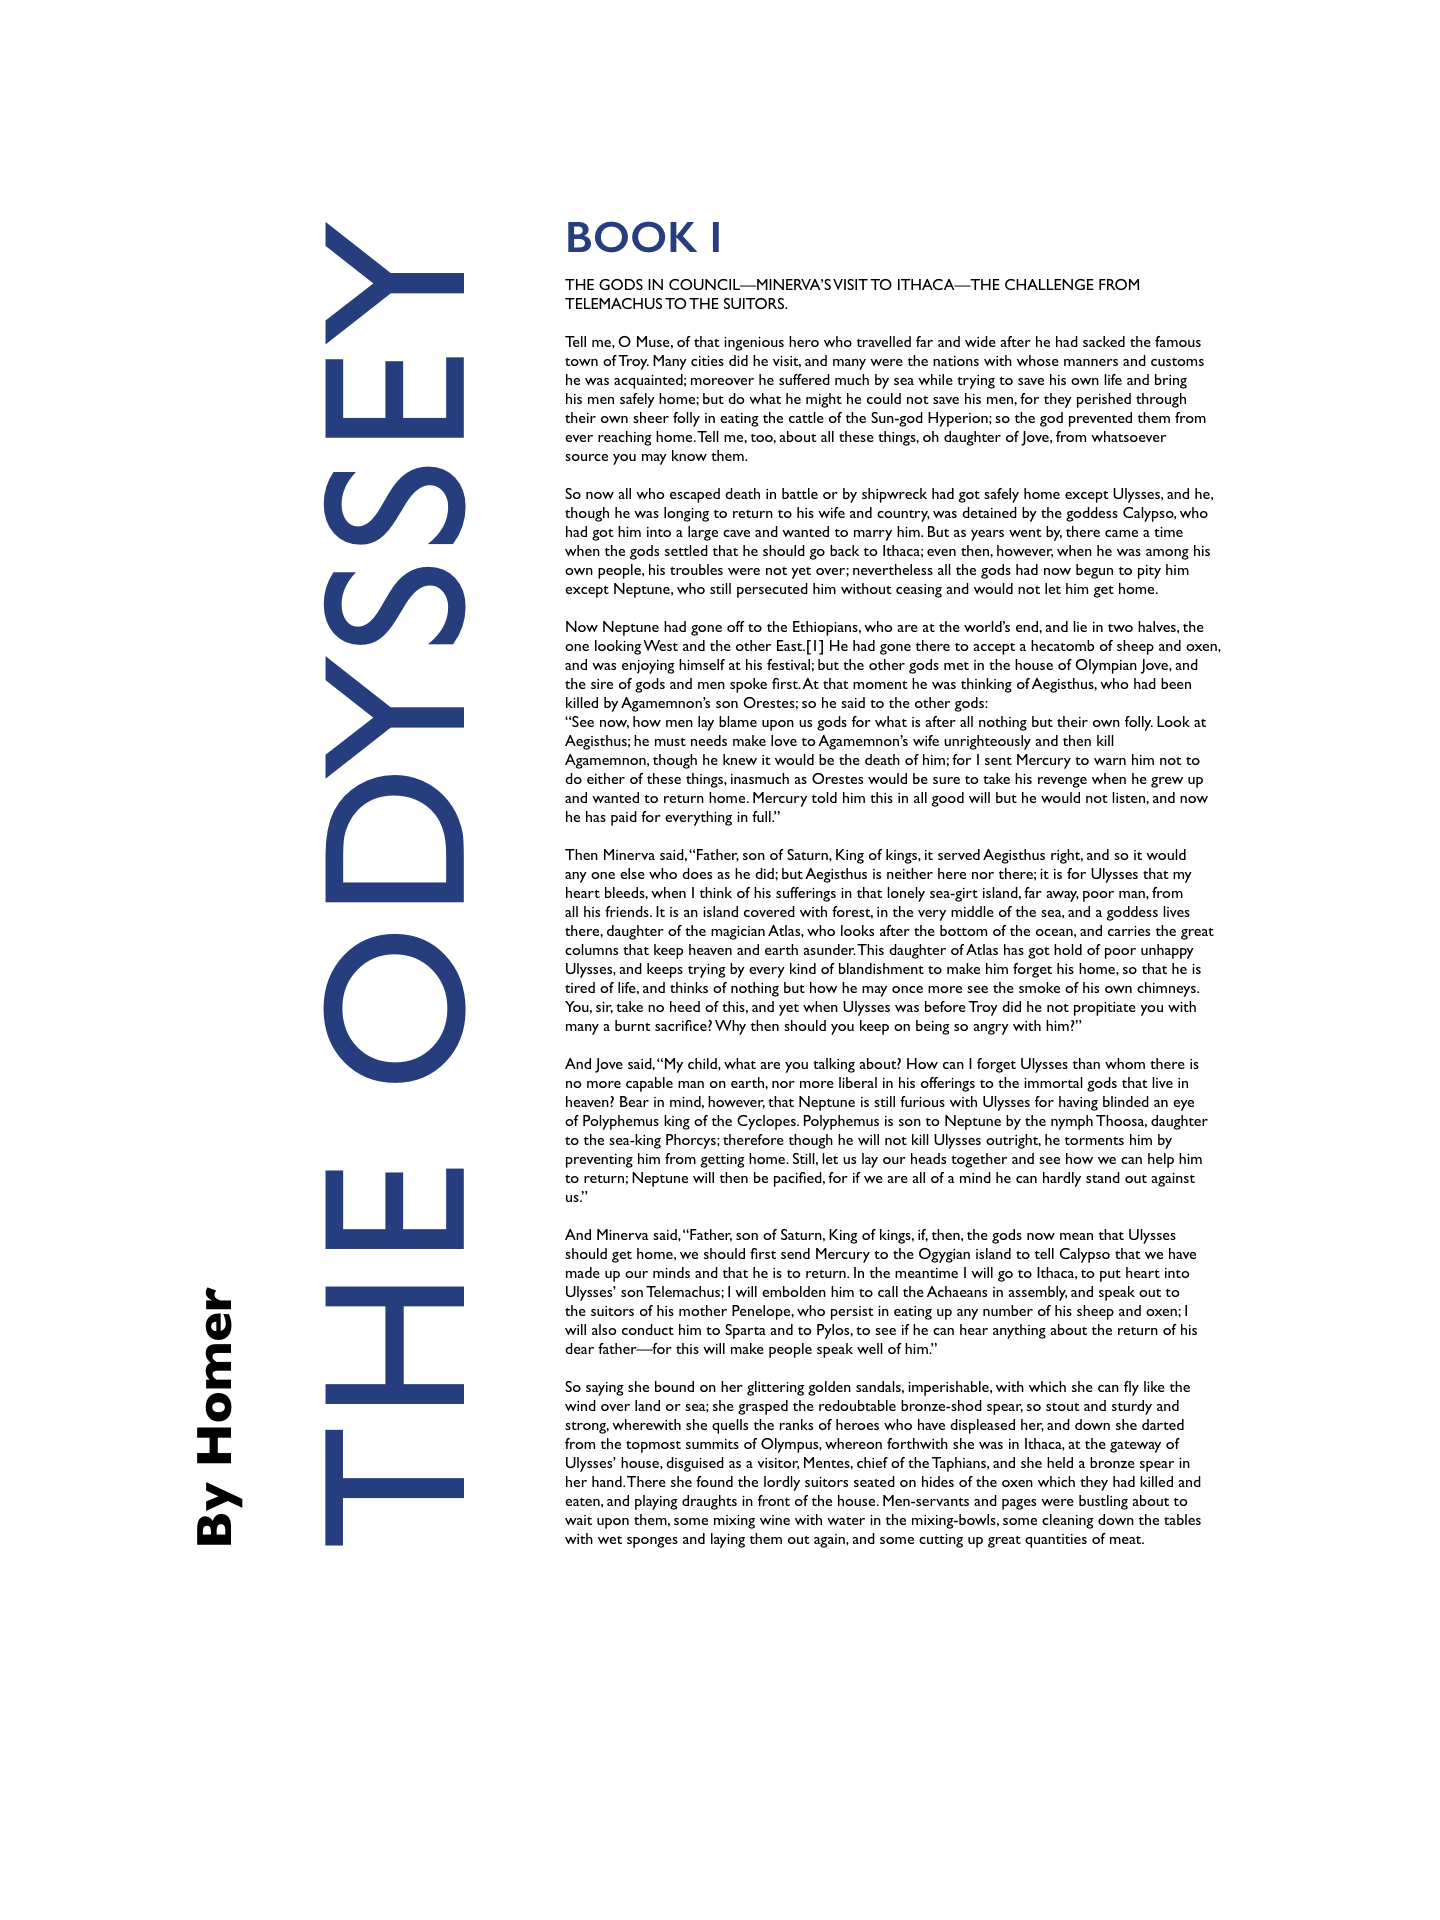 By Homer
THE ODYSSEY
BOOK I
THE GODS IN COUNCIL—MINERVA’S VISIT TO ITHACA—THE CHALLENGE FROM
TELEMACHUS TO THE SUITORS.
Tell me, O Muse, of that ingenious hero who travelled far and wide after he had sacked the famous
town of Troy. Many cities did he visit, and many were the nations with whose manners and customs
he was acquainted; moreover he suffered much by sea while trying to save his own life and bring
his men safely home; but do what he might he could not save his men, for they perished through
their own sheer folly in eating the cattle of the Sun-god Hyperion; so the god prevented them from
ever reaching home. Tell me, too, about all these things, oh daughter of Jove, from whatsoever
source you may know them.
So now all who escaped death in battle or by shipwreck had got safely home except Ulysses, and he,
though he was longing to return to his wife and country, was detained by the goddess Calypso, who
had got him into a large cave and wanted to marry him. But as years went by, there came a time
when the gods settled that he should go back to Ithaca; even then, however, when he was among his
own people, his troubles were not yet over; nevertheless all the gods had now begun to pity him
except Neptune, who still persecuted him without ceasing and would not let him get home.
Now Neptune had gone off to the Ethiopians, who are at the world’s end, and lie in two halves, the
one looking West and the other East.[1] He had gone there to accept a hecatomb of sheep and oxen,
and was enjoying himself at his festival; but the other gods met in the house of Olympian Jove, and
the sire of gods and men spoke first. At that moment he was thinking of Aegisthus, who had been
killed by Agamemnon’s son Orestes; so he said to the other gods:
“See now, how men lay blame upon us gods for what is after all nothing but their own folly. Look at
Aegisthus; he must needs make love to Agamemnon’s wife unrighteously and then kill
Agamemnon, though he knew it would be the death of him; for I sent Mercury to warn him not to
do either of these things, inasmuch as Orestes would be sure to take his revenge when he grew up
and wanted to return home. Mercury told him this in all good will but he would not listen, and now
he has paid for everything in full.”
Then Minerva said, “Father, son of Saturn, King of kings, it served Aegisthus right, and so it would
any one else who does as he did; but Aegisthus is neither here nor there; it is for Ulysses that my
heart bleeds, when I think of his sufferings in that lonely sea-girt island, far away, poor man, from
all his friends. It is an island covered with forest, in the very middle of the sea, and a goddess lives
there, daughter of the magician Atlas, who looks after the bottom of the ocean, and carries the great
columns that keep heaven and earth asunder. This daughter of Atlas has got hold of poor unhappy
Ulysses, and keeps trying by every kind of blandishment to make him forget his home, so that he is
tired of life, and thinks of nothing but how he may once more see the smoke of his own chimneys.
You, sir, take no heed of this, and yet when Ulysses was before Troy did he not propitiate you with
many a burnt sacrifice? Why then should you keep on being so angry with him?”
And Jove said, “My child, what are you talking about? How can I forget Ulysses than whom there is
no more capable man on earth, nor more liberal in his offerings to the immortal gods that live in
heaven? Bear in mind, however, that Neptune is still furious with Ulysses for having blinded an eye
of Polyphemus king of the Cyclopes. Polyphemus is son to Neptune by the nymph Thoosa, daughter
to the sea-king Phorcys; therefore though he will not kill Ulysses outright, he torments him by
preventing him from getting home. Still, let us lay our heads together and see how we can help him
to return; Neptune will then be pacified, for if we are all of a mind he can hardly stand out against
us.”
And Minerva said, “Father, son of Saturn, King of kings, if, then, the gods now mean that Ulysses
should get home, we should first send Mercury to the Ogygian island to tell Calypso that we have
made up our minds and that he is to return. In the meantime I will go to Ithaca, to put heart into
Ulysses’ son Telemachus; I will embolden him to call the Achaeans in assembly, and speak out to
the suitors of his mother Penelope, who persist in eating up any number of his sheep and oxen; I
will also conduct him to Sparta and to Pylos, to see if he can hear anything about the return of his
dear father—for this will make people speak well of him.”
So saying she bound on her glittering golden sandals, imperishable, with which she can fly like the
wind over land or sea; she grasped the redoubtable bronze-shod spear, so stout and sturdy and
strong, wherewith she quells the ranks of heroes who have displeased her, and down she darted
from the topmost summits of Olympus, whereon forthwith she was in Ithaca, at the gateway of
Ulysses’ house, disguised as a visitor, Mentes, chief of the Taphians, and she held a bronze spear in
her hand. There she found the lordly suitors seated on hides of the oxen which they had killed and
eaten, and playing draughts in front of the house. Men-servants and pages were bustling about to
wait upon them, some mixing wine with water in the mixing-bowls, some cleaning down the tables
with wet sponges and laying them out again, and some cutting up great quantities of meat.